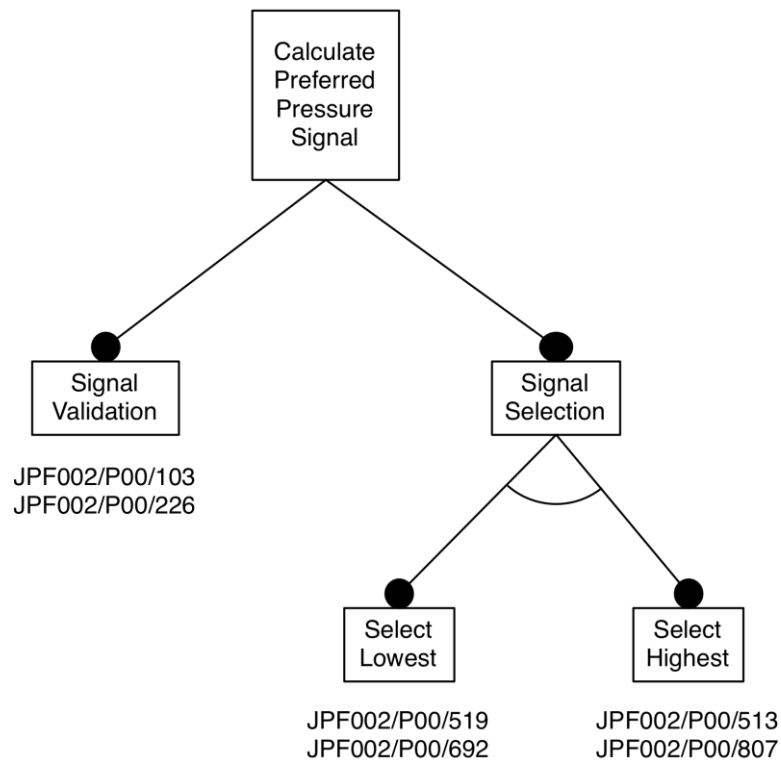 Calculate
Preferred
Pressure
Signal
Signal
Validation
Signal
Selection
JPF002/P00/103
JPF002/P00/226
Select
Lowest
Select
Highest
JPF002/P00/519
JPF002/P00/692
JPF002/P00/513
JPF002/P00/807